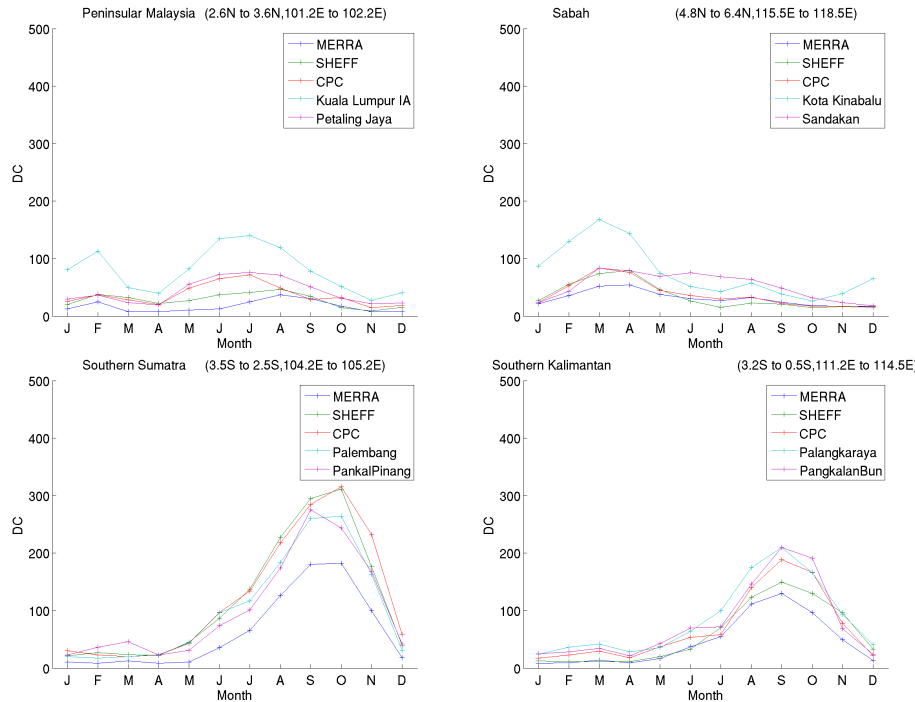 Peninsular Malaysia (2.6N to 3.6N,101.2E to 102.2E)
500
400
300
200
100
0
DC
MERRA
SHEFF
CPC
Kuala Lumpur IA
Petaling Jaya
J F M A M J J A S O N D
Month
Sabah (4.8N to 6.4N,115.5E to 118.5E)
500
400
300
200
100
0
DC
MERRA
SHEFF
CPC
Kota Kinabalu
Sandakan
J F M A M J J A S O N D
Month
Southern Sumatra (3.5S to 2.5S,104.2E to 105.2E)
500
400
300
200
100
0
DC
MERRA
SHEFF
CPC
Palembang
PankalPinang
J F M A M J J A S O N D
Month
Southern Kalimantan (3.2S to 0.5S,111.2E to 114.5E)
500
400
300
200
100
0
DC
MERRA
SHEFF
CPC
Palangkaraya
PangkalanBun
J F M A M J J A S O N D
Month